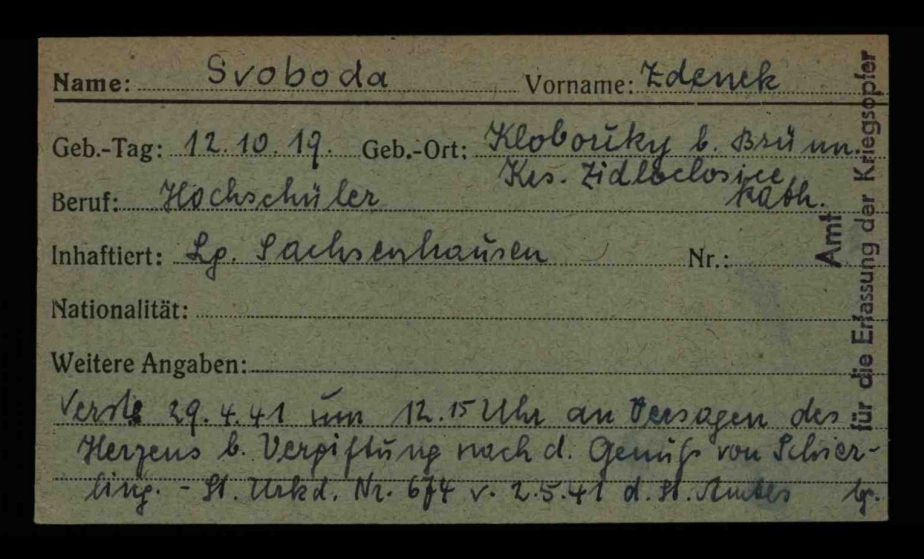 Name: Svoboda Vorname: Zdenek
Geb.-Tag: 12.10.19. Geb.-Ort: Klobouky b. Brünn.
Krs. Zidlochovice
Beruf: Hochschüler kath.
Inhaftiert: Lg. Sachsenhausen Nr.:
Nationalität:
Weitere Angaben:
Verst. 29.4.41 um 12.15 Uhr an Versagen des
Herzens b. Vergiftung nach d. Genuß von Schier-
ling. - St. Urkd. Nr. 674 v. 2.5.41 d. St. Amtes
Amt
für die Erfassung der Kriegsopfer